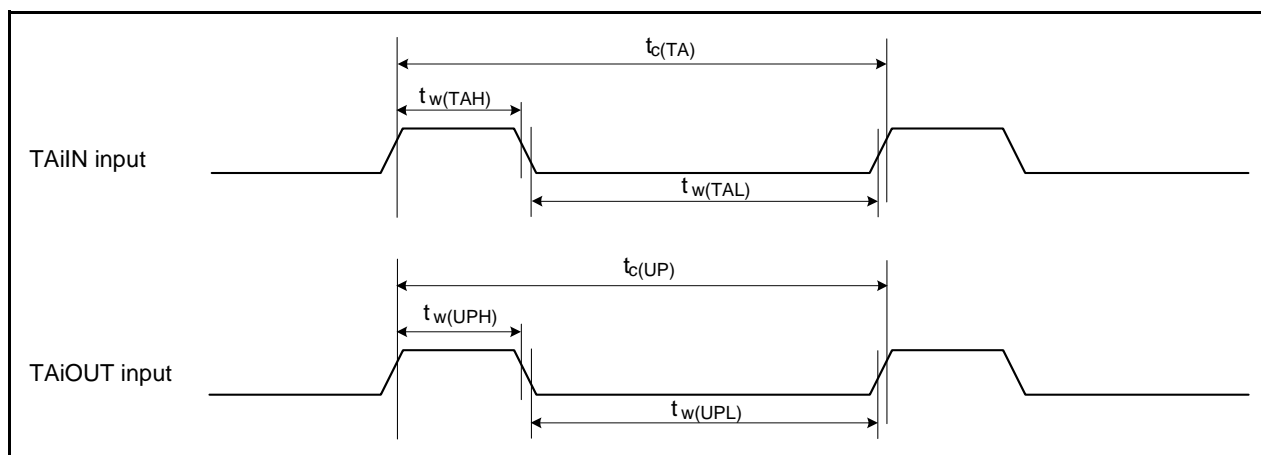 tc(TA)
tw(TAH)
TAiIN input
tw(TAL)
tc(UP)
tw(UPH)
TAiOUT input
tw(UPL)